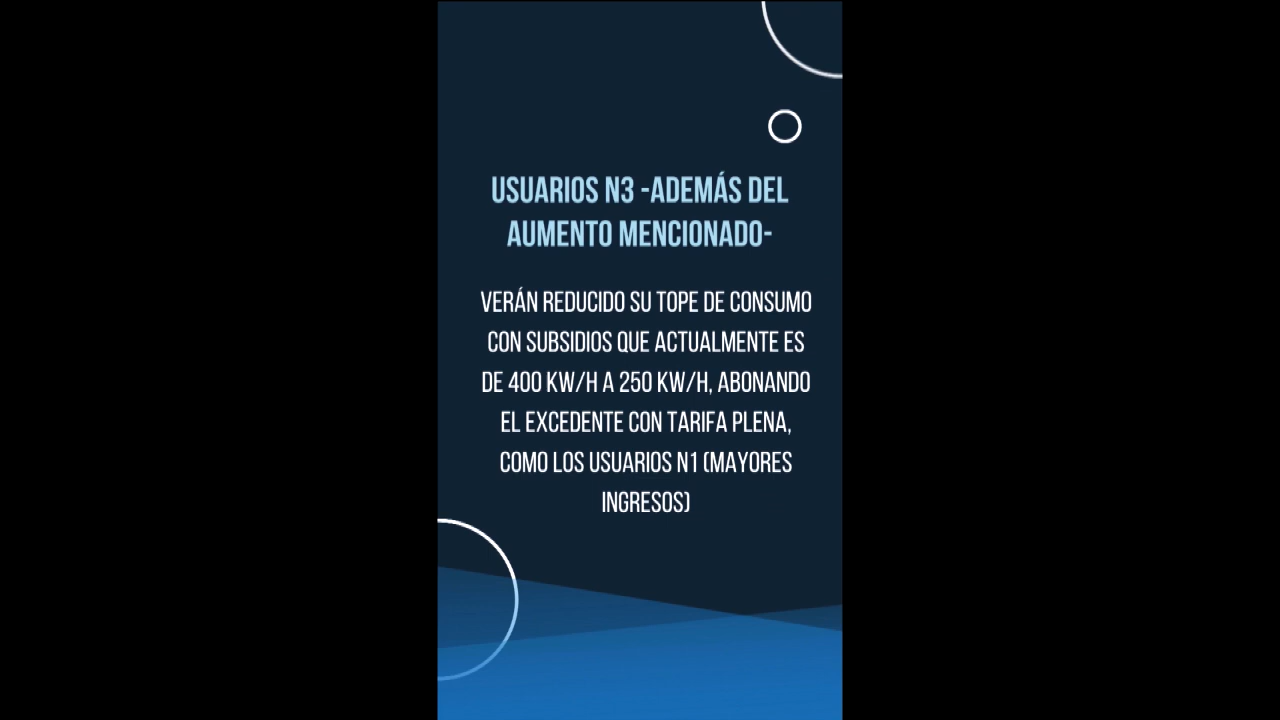 USUARIOS N3 -ADEMÁS DEL
AUMENTO MENCIONADO-
VERÁN REDUCIDO SU TOPE DE CONSUMO
CON SUBSIDIOS QUE ACTUALMENTE ES
DE 400 KW/H A 250 KW/H, ABONANDO
EL EXCEDENTE CON TARIFA PLENA,
COMO LOS USUARIOS N1 (MAYORES
INGRESOS)